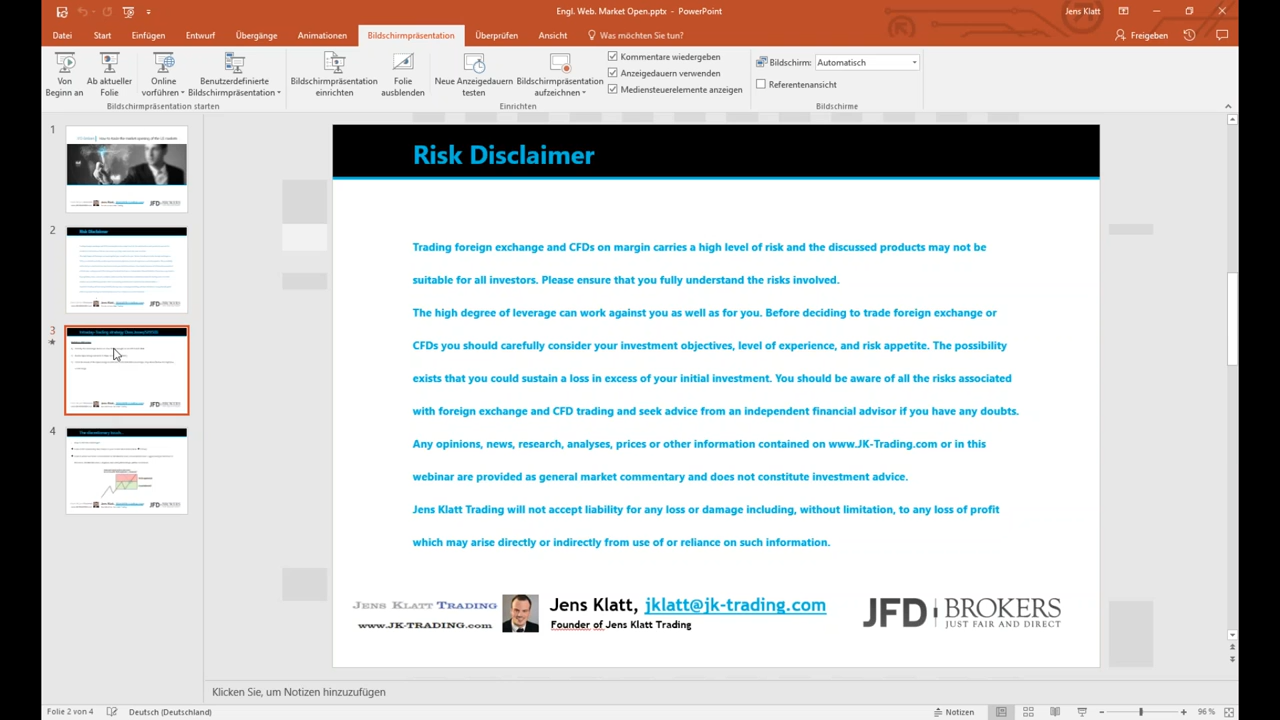 Engl. Web. Market Open.pptx - PowerPoint
Jens Klatt
Datei Start Einfügen Entwurf Übergänge Animationen Bildschirmpräsentation Überprüfen Ansicht Was möchten Sie tun? Freigeben
Von Beginn an
Ab aktueller Folie
Online vorführen
Benutzerdefinierte Bildschirmpräsentation
Bildschirmpräsentation einrichten
Folie ausblenden
Neue Anzeigedauern testen
Bildschirmpräsentation aufzeichnen
Kommentare wiedergeben
Anzeigedauern verwenden
Mediensteuerelemente anzeigen
Bildschirm: Automatisch
Referentenansicht
Bildschirmpräsentation starten
Einrichten
Bildschirme
1
2
Risk Disclaimer
3
4
JFD BROKERS
Risk Disclaimer
Trading foreign exchange and CFDs on margin carries a high level of risk and the discussed products may not be
suitable for all investors. Please ensure that you fully understand the risks involved.
The high degree of leverage can work against you as well as for you. Before deciding to trade foreign exchange or
CFDs you should carefully consider your investment objectives, level of experience, and risk appetite. The possibility
exists that you could sustain a loss in excess of your initial investment. You should be aware of all the risks associated
with foreign exchange and CFD trading and seek advice from an independent financial advisor if you have any doubts.
Any opinions, news, research, analyses, prices or other information contained on www.JK-Trading.com or in this
webinar are provided as general market commentary and does not constitute investment advice.
Jens Klatt Trading will not accept liability for any loss or damage including, without limitation, to any loss of profit
which may arise directly or indirectly from use of or reliance on such information.
JENS KLATT TRADING
www.JK-TRADING.com
Jens Klatt, jklatt@jk-trading.com
Founder of Jens Klatt Trading
JFD BROKERS
JUST FAIR AND DIRECT
Klicken Sie, um Notizen hinzuzufügen
Folie 2 von 4
Deutsch (Deutschland)
Notizen
96 %